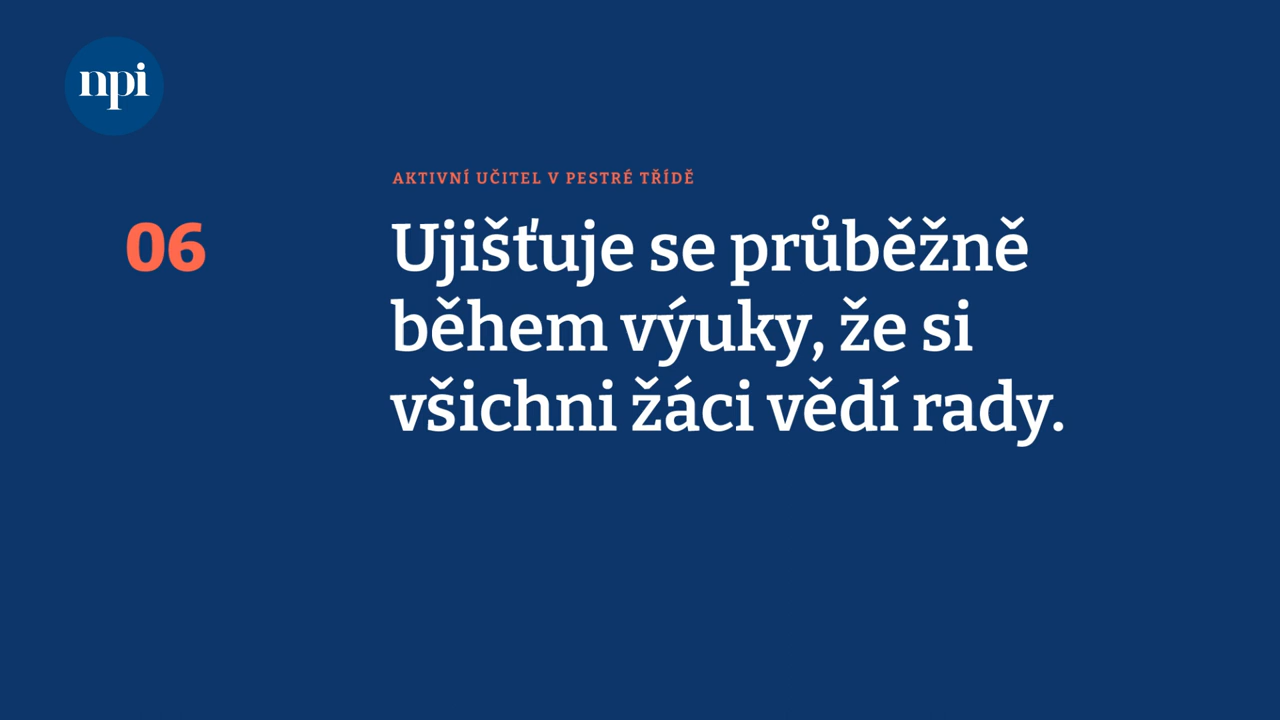 npi
AKTIVNÍ UČITEL V PESTRÉ TŘÍDĚ
06
Ujišťuje se průběžně
během výuky, že si
všichni žáci vědí rady.